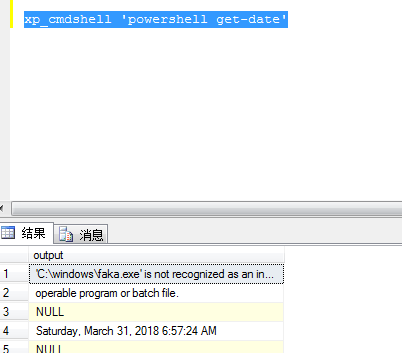 xp_cmdshell 'powershell get-date'
结果 消息
output
1 'C:\windows\faka.exe' is not recognized as an in...
2 operable program or batch file.
3 NULL
4 Saturday, March 31, 2018 6:57:24 AM
5 NULL